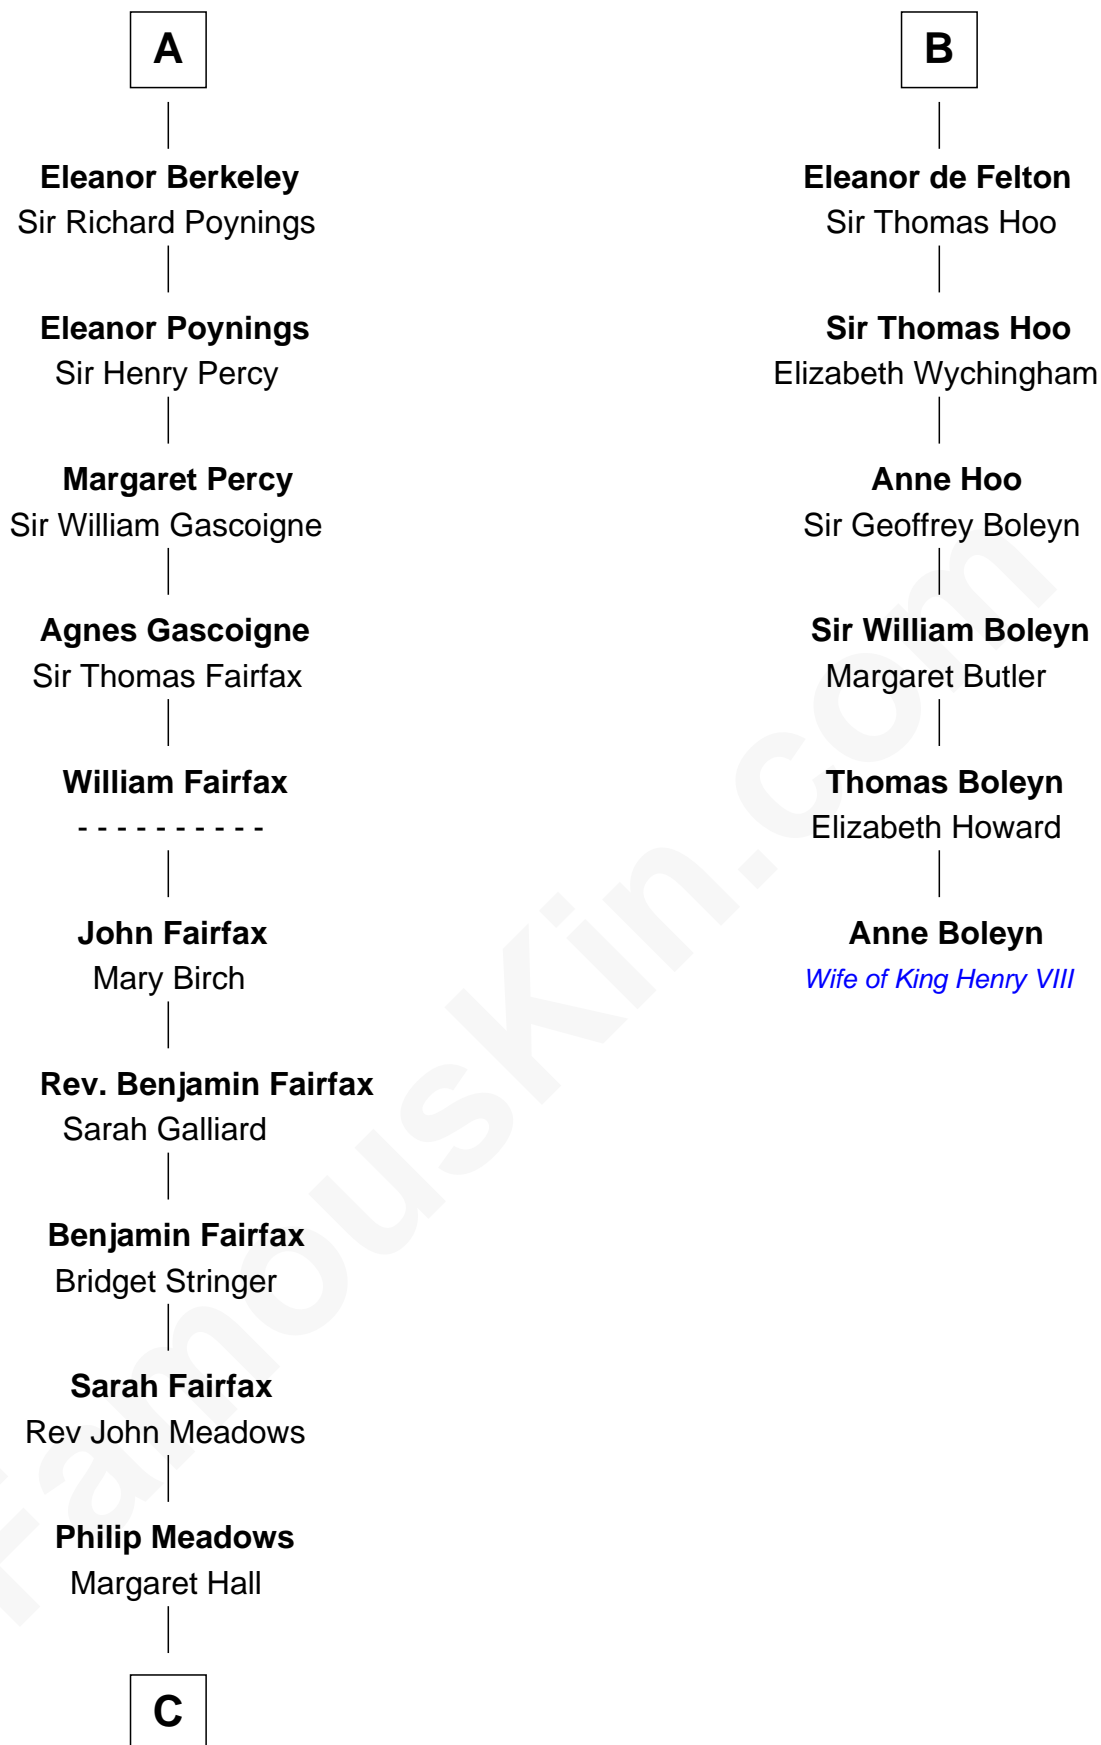 A
Eleanor Berkeley
Sir Richard Poynings
Eleanor Poynings
Sir Henry Percy
Margaret Percy
Sir William Gascoigne
Agnes Gascoigne
Sir Thomas Fairfax
William Fairfax
- - - - - - - - - -
John Fairfax
Mary Birch
Rev. Benjamin Fairfax
Sarah Galliard
Benjamin Fairfax
Bridget Stringer
Sarah Fairfax
Rev John Meadows
Philip Meadows
Margaret Hall
C
B
Eleanor de Felton
Sir Thomas Hoo
Sir Thomas Hoo
Elizabeth Wychingham
Anne Hoo
Sir Geoffrey Boleyn
Sir William Boleyn
Margaret Butler
Thomas Boleyn
Elizabeth Howard
Anne Boleyn
Wife of King Henry VIII
FamousKin.com